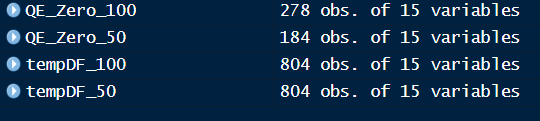 QE_Zero_100 278 obs. of 15 variables
QE_Zero_50 184 obs. of 15 variables
tempDF_100 804 obs. of 15 variables
tempDF_50 804 obs. of 15 variables